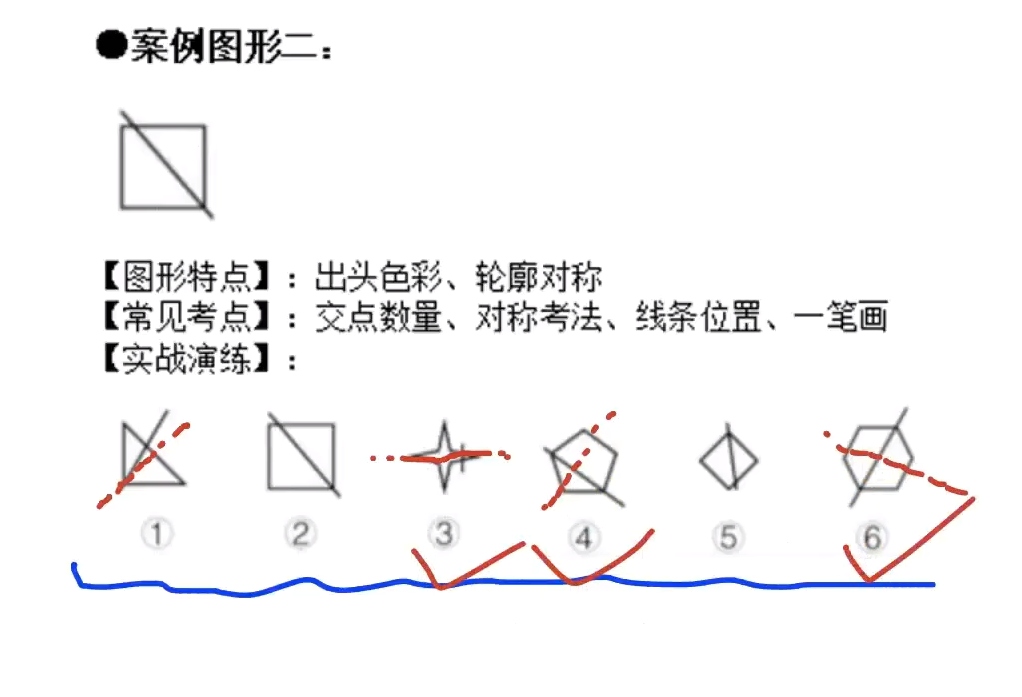 ●案例图形二：
【图形特点】：出头色彩、轮廓对称
【常见考点】：交点数量、对称考法、线条位置、一笔画
【实战演练】：
① ② ③ ④ ⑤ ⑥